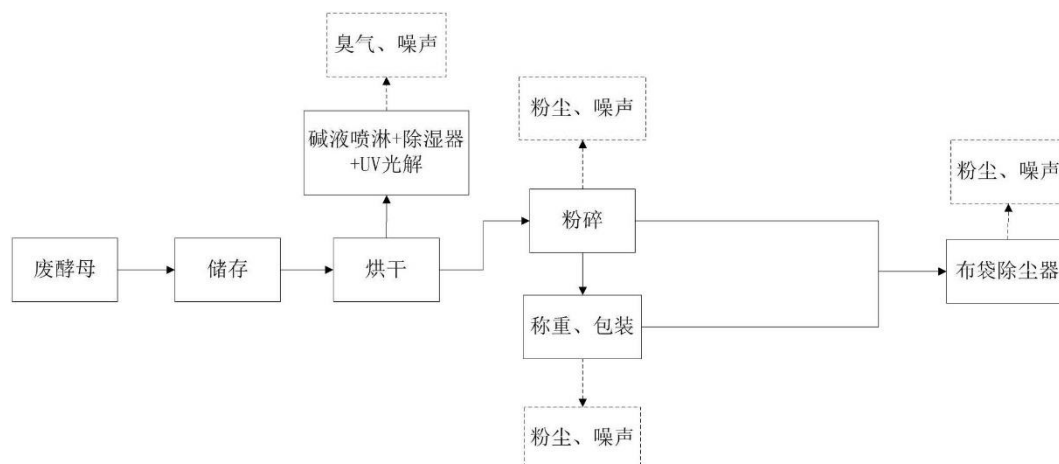 臭气、噪声
粉尘、噪声
碱液喷淋+除湿器
+UV光解
粉尘、噪声
粉碎
废酵母
储存
烘干
布袋除尘器
称重、包装
粉尘、噪声